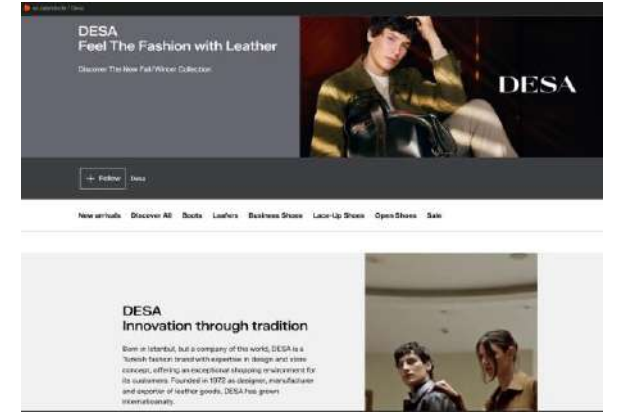 DESA
Feel The Fashion with Leather
Discover The New Fall/Winter Collection
DESA
+ Follow
Desa
New arrivals Discover All Boots Loafers Business Shoes Lace-Up Shoes Open Shoes Sale
DESA
Innovation through tradition
Born in Istanbul, but a company of the world, DESA is a
Turkish fashion brand with expertise in design and store
concept, offering an exceptional shopping environment for
its customers. Founded in 1972 as designer, manufacturer
and exporter of leather goods, DESA has grown
internationally.